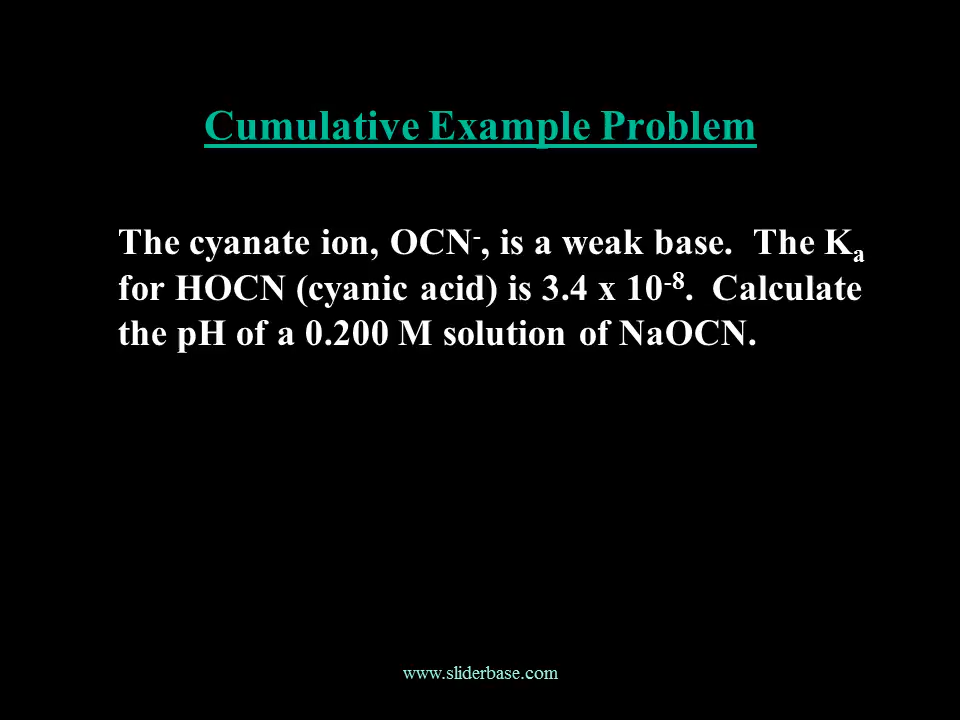 Cumulative Example Problem
The cyanate ion, OCN⁻, is a weak base.  The Kₐ
for HOCN (cyanic acid) is 3.4 x 10⁻⁸.  Calculate
the pH of a 0.200 M solution of NaOCN.
www.sliderbase.com